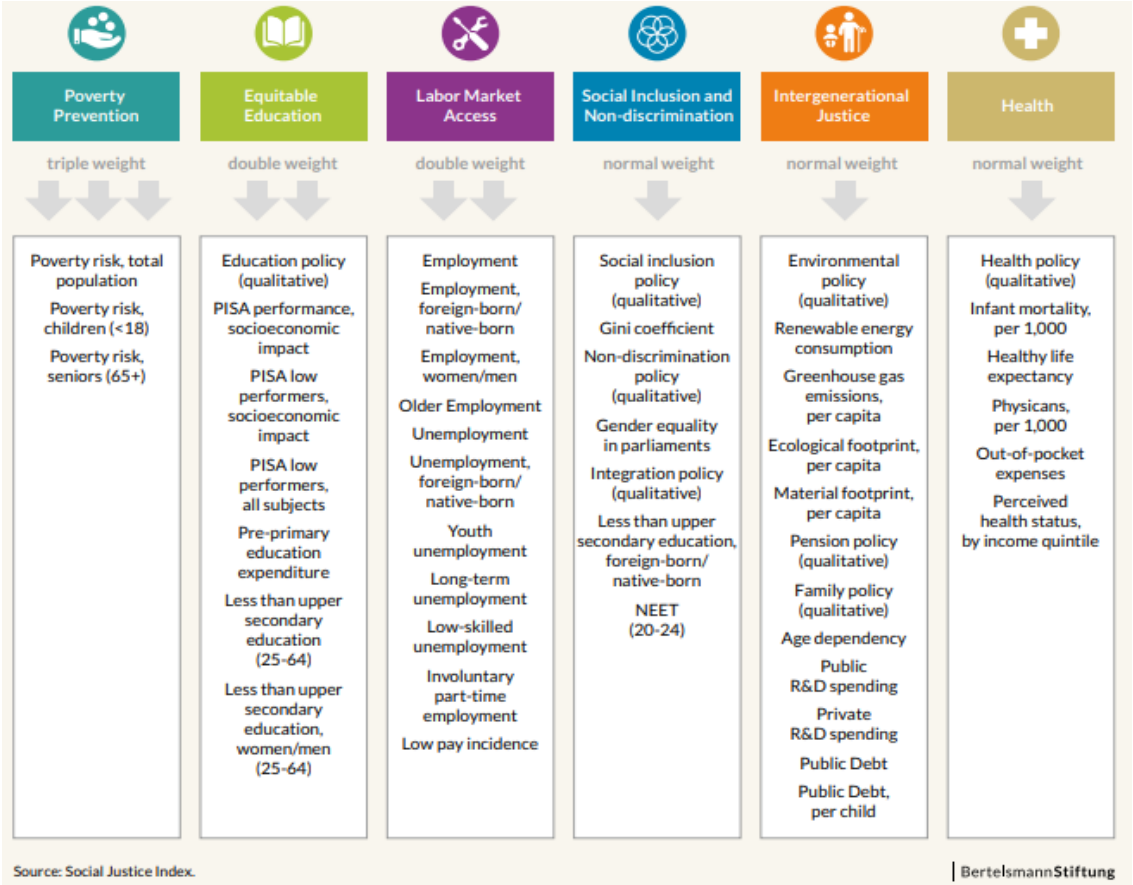 Poverty
Prevention
Equitable
Education
Labor Market
Access
Social Inclusion and
Non-discrimination
Intergenerational
Justice
Health
triple weight
double weight
double weight
normal weight
normal weight
normal weight
Poverty risk, total
population
Poverty risk,
children (<18)
Poverty risk,
seniors (65+)
Education policy
(qualitative)
PISA performance,
socioeconomic
impact
PISA low
performers,
socioeconomic
impact
PISA low
performers,
all subjects
Pre-primary
education
expenditure
Less than upper
secondary
education
(25-64)
Less than upper
secondary
education,
women/men
(25-64)
Employment
Employment,
foreign-born/
native-born
Employment,
women/men
Older Employment
Unemployment
Unemployment,
foreign-born/
native-born
Youth
unemployment
Long-term
unemployment
Low-skilled
unemployment
Involuntary
part-time
employment
Low pay incidence
Social inclusion
policy
(qualitative)
Gini coefficient
Non-discrimination
policy
(qualitative)
Gender equality
in parliaments
Integration policy
(qualitative)
Less than upper
secondary education,
foreign-born/
native-born
NEET
(20-24)
Environmental
policy
(qualitative)
Renewable energy
consumption
Greenhouse gas
emissions,
per capita
Ecological footprint,
per capita
Material footprint,
per capita
Pension policy
(qualitative)
Family policy
(qualitative)
Age dependency
Public
R&D spending
Private
R&D spending
Public Debt
Public Debt,
per child
Health policy
(qualitative)
Infant mortality,
per 1,000
Healthy life
expectancy
Physicans,
per 1,000
Out-of-pocket
expenses
Perceived
health status,
by income quintile
Source: Social Justice Index.
BertelsmannStiftung